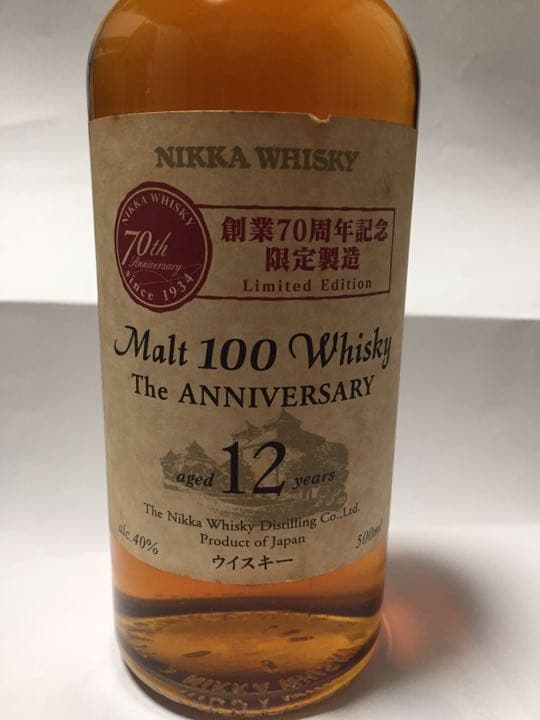 NIKKA WHISKY
NIKKA WHISKY
70th
Anniversary
since 1934
創業70周年記念
限定製造
Limited Edition
Malt 100 Whisky
The ANNIVERSARY
aged 12 years
The Nikka Whisky Distilling Co.,Ltd.
alc.40% Product of Japan 500ml
ウイスキー
NIKKA WHISKY